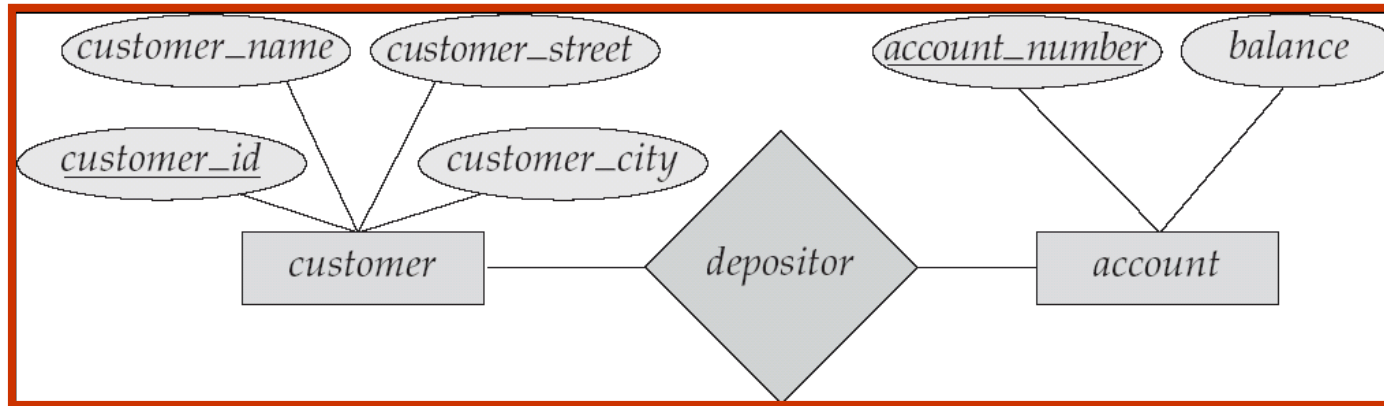 customer_name
customer_street
account_number
balance
customer_id
customer_city
customer
depositor
account